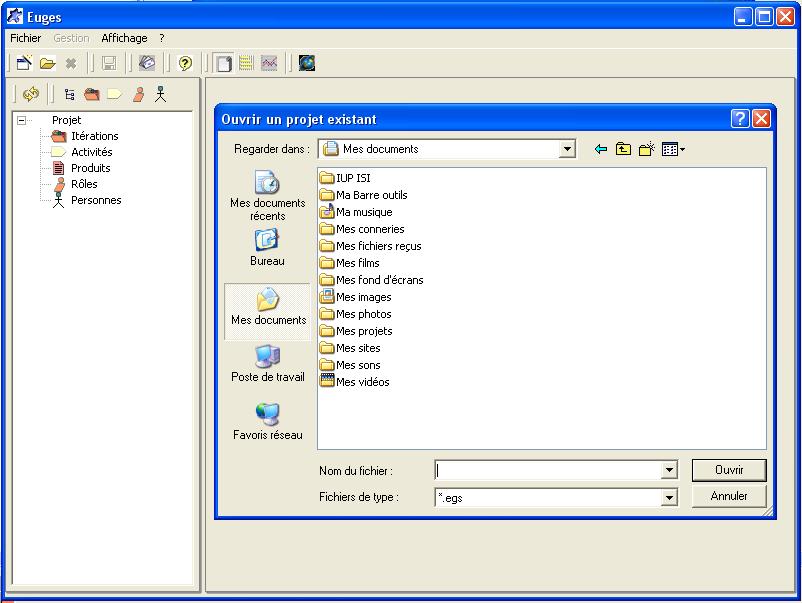 Euges
Fichier Gestion Affichage ?
Projet
Itérations
Activités
Produits
Rôles
Personnes
Ouvrir un projet existant
Regarder dans : Mes documents
Mes documents récents
Bureau
Mes documents
Poste de travail
Favoris réseau
IUP ISI
Ma Barre outils
Ma musique
Mes conneries
Mes fichiers reçus
Mes films
Mes fond d'écrans
Mes images
Mes photos
Mes projets
Mes sites
Mes sons
Mes vidéos
Nom du fichier :
Ouvrir
Fichiers de type : *.egs
Annuler